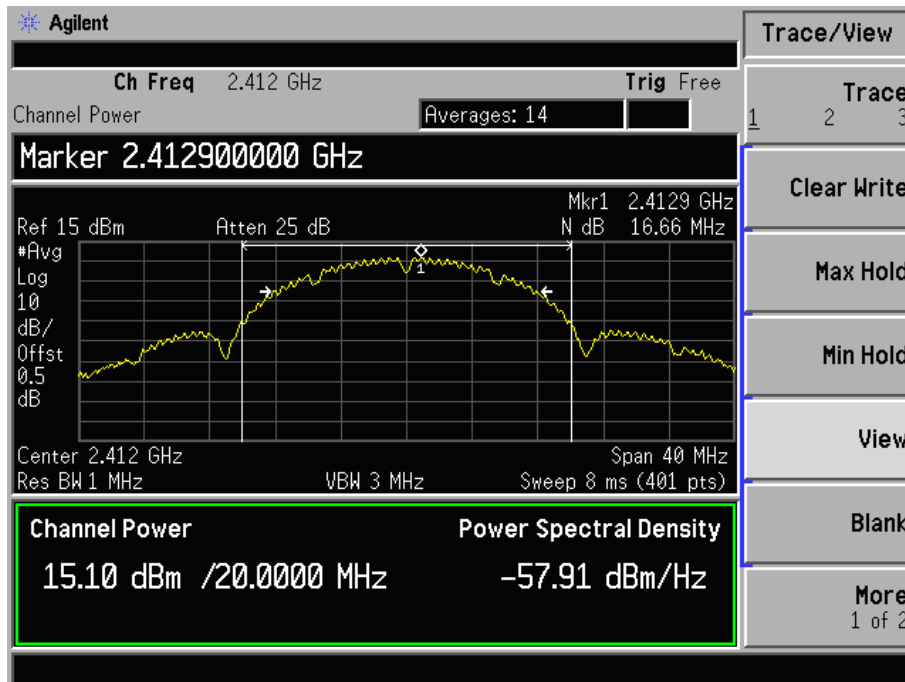 Agilent
Trace/View
Ch Freq 2.412 GHz Trig Free
Channel Power Averages: 14
Trace
1 2 3
Marker 2.412900000 GHz
Clear Write
Mkr1 2.4129 GHz
Ref 15 dBm Atten 25 dB N dB 16.66 MHz
#Avg
Log
10
dB/
Offst
0.5
dB
1
Max Hold
Min Hold
View
Center 2.412 GHz Span 40 MHz
Res BW 1 MHz VBW 3 MHz Sweep 8 ms (401 pts)
Channel Power Power Spectral Density
15.10 dBm /20.0000 MHz -57.91 dBm/Hz
Blank
More
1 of 2